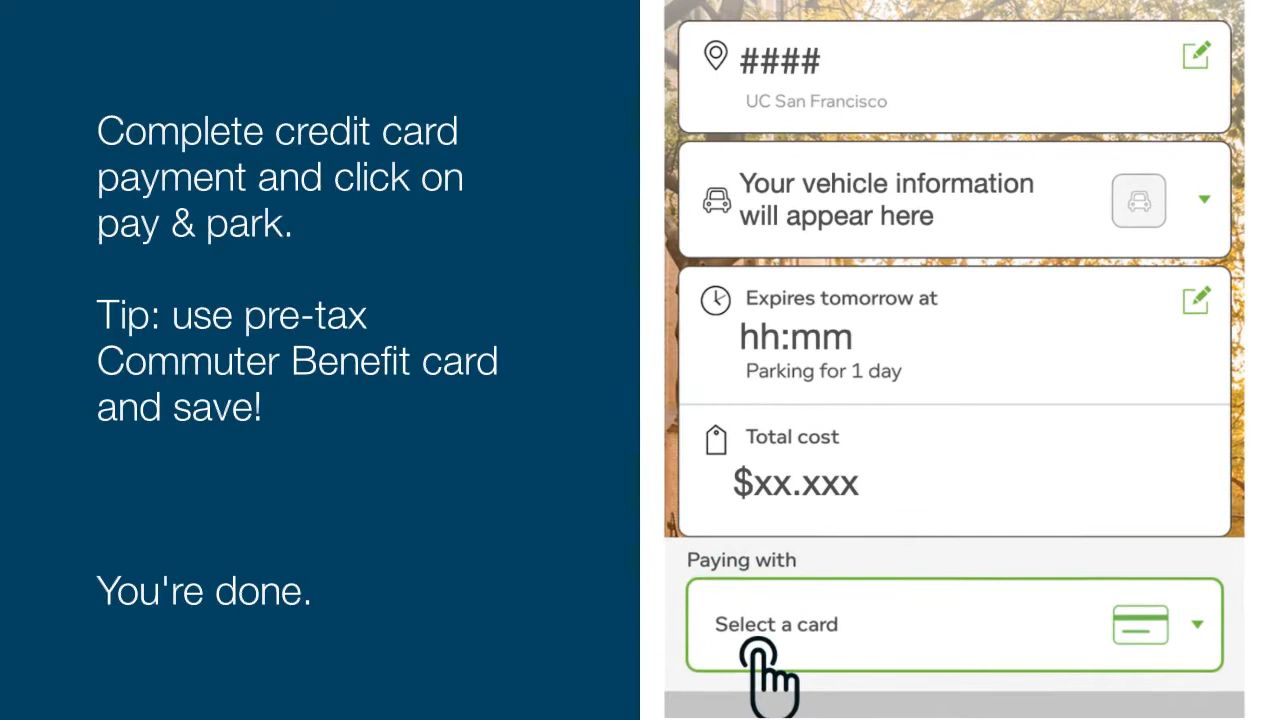 Complete credit card
payment and click on
pay & park.
Tip: use pre-tax
Commuter Benefit card
and save!
You're done.
####
UC San Francisco
Your vehicle information
will appear here
Expires tomorrow at
hh:mm
Parking for 1 day
Total cost
$xx.xxx
Paying with
Select a card